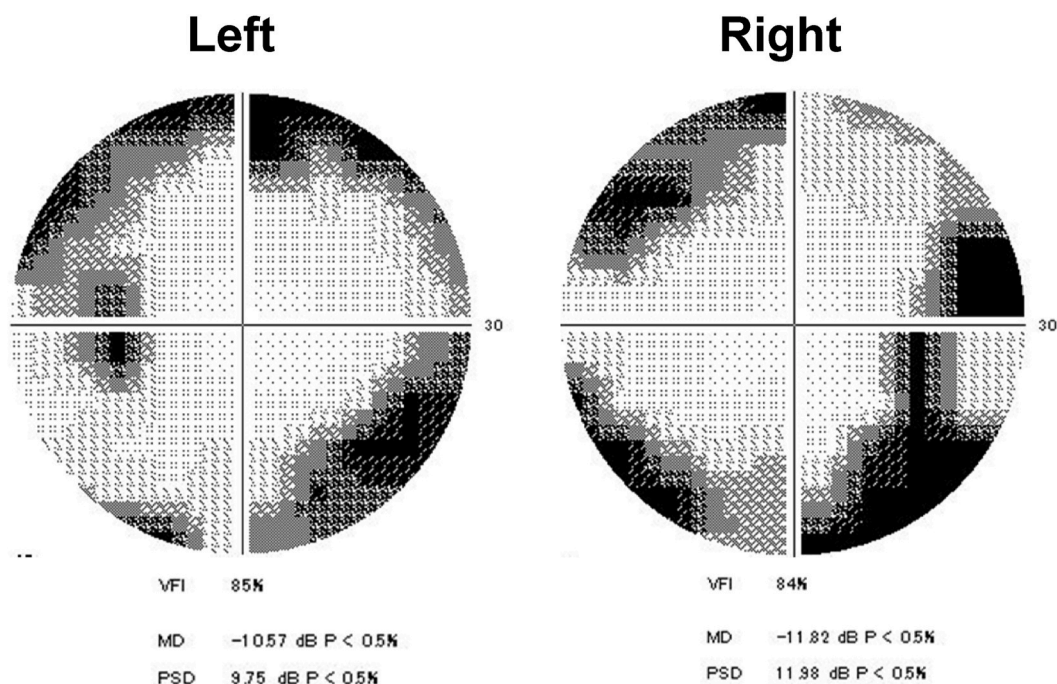 Left
Right
30
30
VFI 85%
MD -10.57 dB P < 0.5%
PSD 9.75 dB P < 0.5%
VFI 84%
MD -11.82 dB P < 0.5%
PSD 11.98 dB P < 0.5%